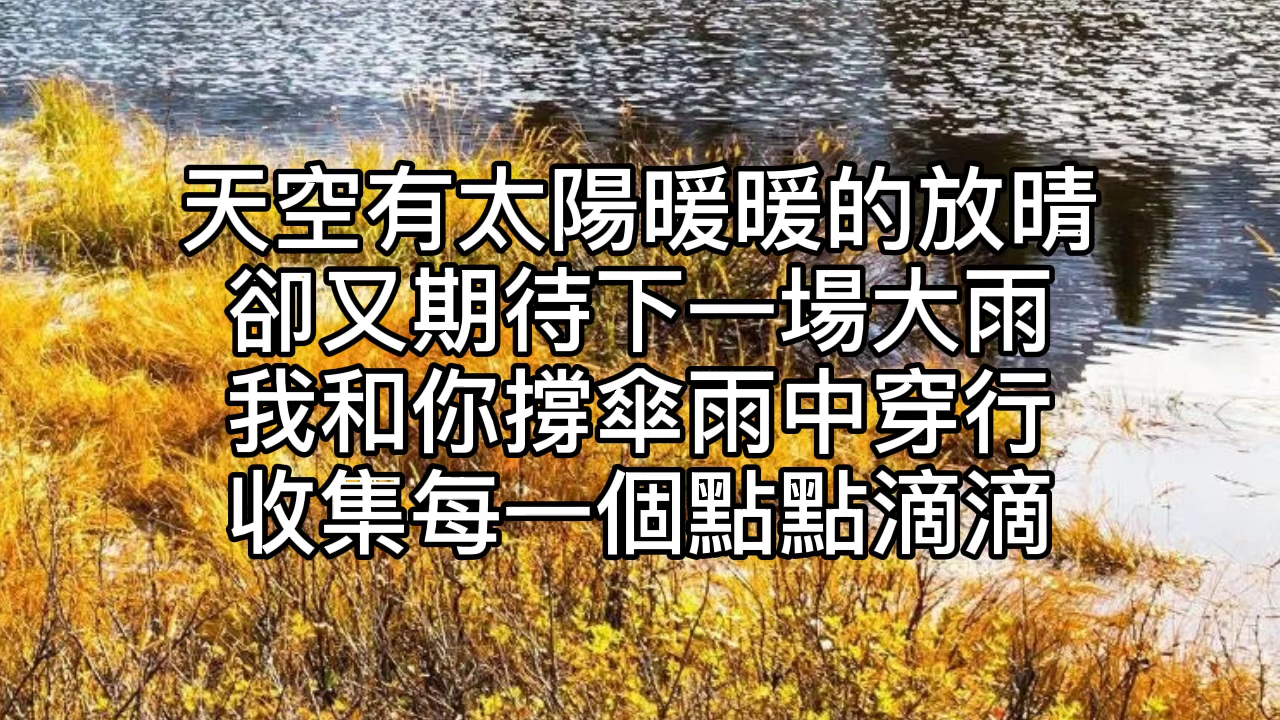 天空有太陽暖暖的放晴
卻又期待下一場大雨
我和你撐傘雨中穿行
收集每一個點點滴滴